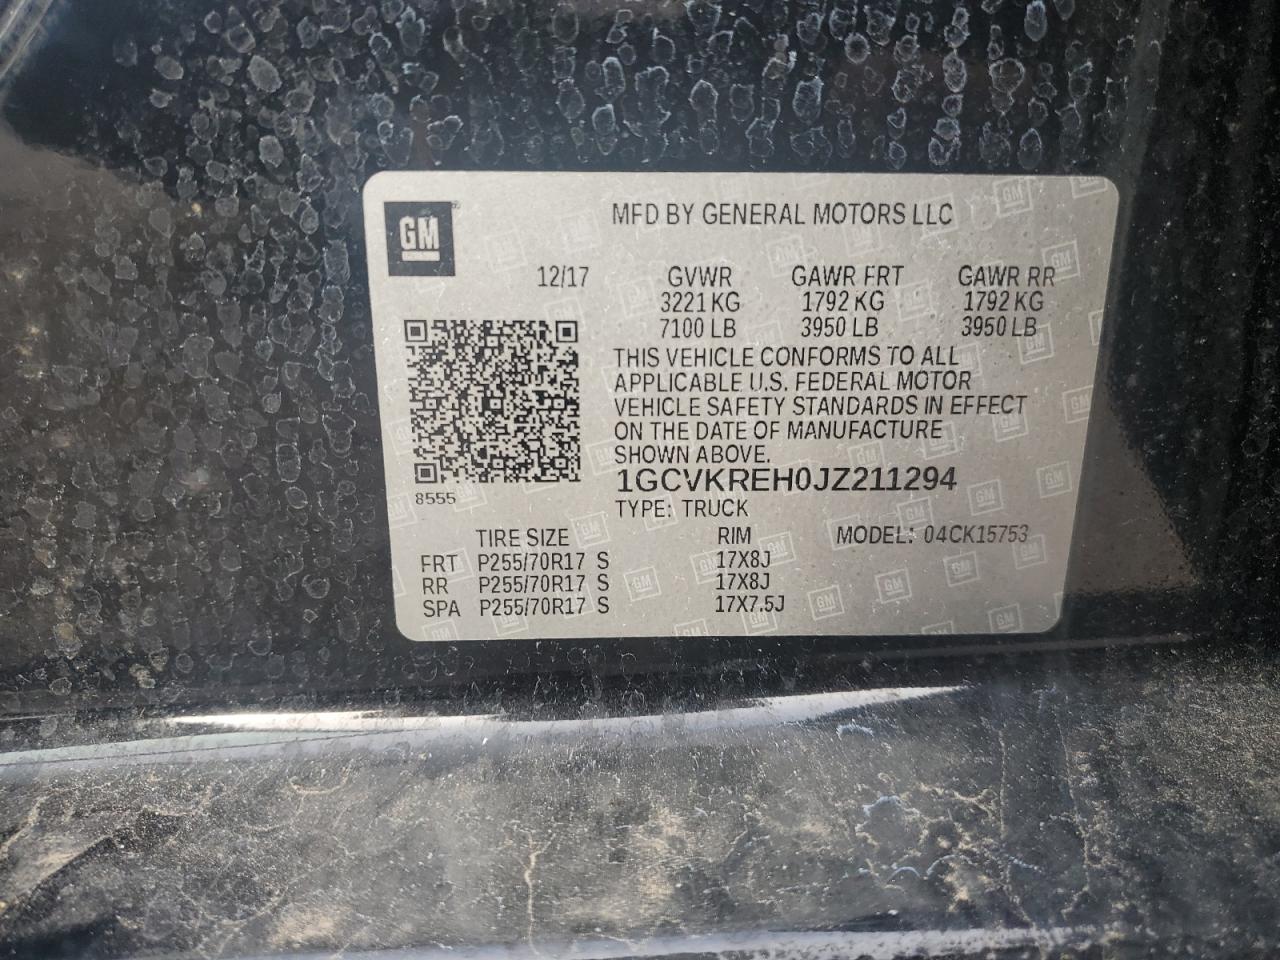 GM
MFD BY GENERAL MOTORS LLC
12/17 GVWR GAWR FRT GAWR RR
3221 KG 1792 KG 1792 KG
7100 LB 3950 LB 3950 LB
THIS VEHICLE CONFORMS TO ALL
APPLICABLE U.S. FEDERAL MOTOR
VEHICLE SAFETY STANDARDS IN EFFECT
ON THE DATE OF MANUFACTURE
SHOWN ABOVE.
1GCVKREH0JZ211294
8555
TYPE: TRUCK
TIRE SIZE RIM MODEL: 04CK15753
FRT P255/70R17 S 17X8J
RR P255/70R17 S 17X8J
SPA P255/70R17 S 17X7.5J